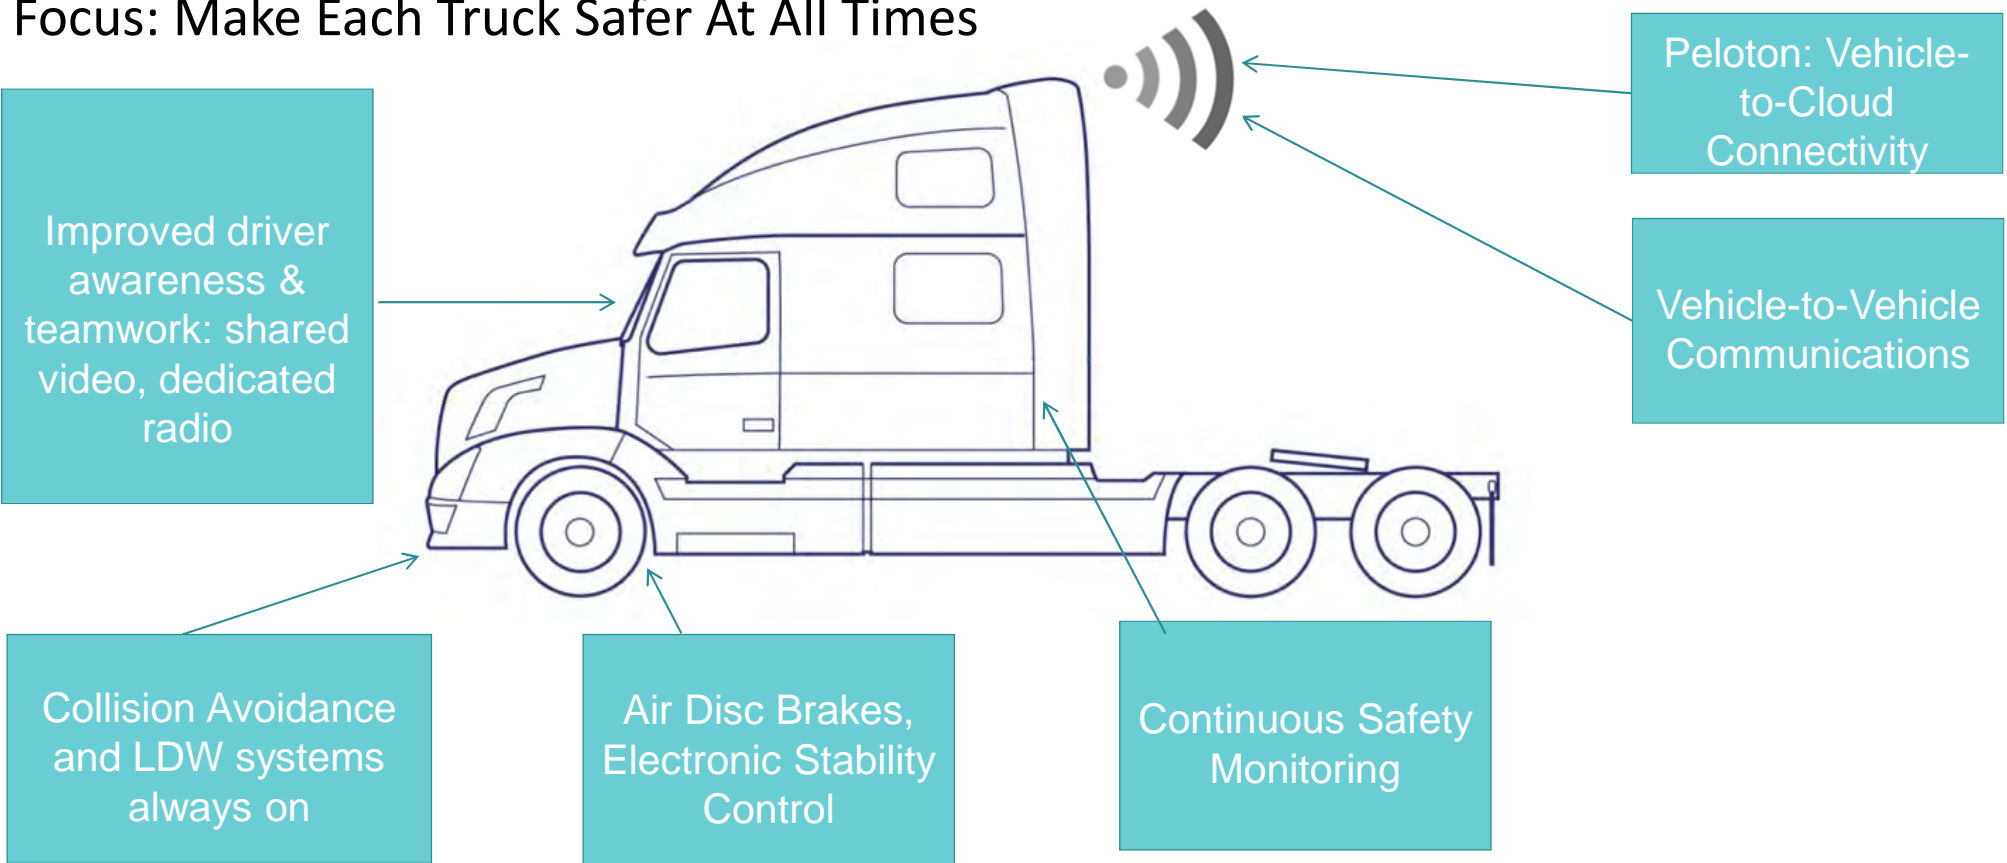 Focus: Make Each Truck Safer At All Times
Peloton: Vehicle-
to-Cloud
Connectivity
Improved driver
awareness &
teamwork: shared
video, dedicated
radio
Vehicle-to-Vehicle
Communications
Collision Avoidance
and LDW systems
always on
Air Disc Brakes,
Electronic Stability
Control
Continuous Safety
Monitoring